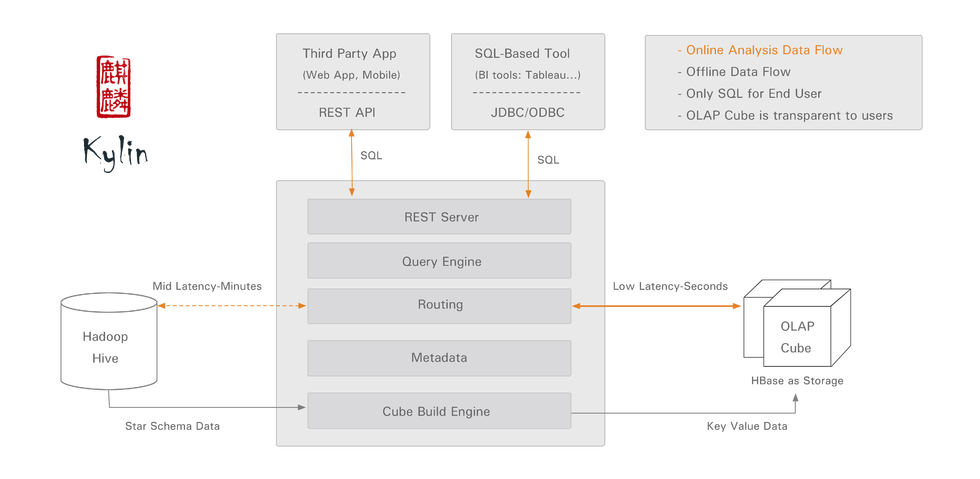 麒麟
Kylin
Third Party App
(Web App, Mobile)
REST API
SQL-Based Tool
(BI tools: Tableau...)
JDBC/ODBC
- Online Analysis Data Flow
- Offline Data Flow
- Only SQL for End User
- OLAP Cube is transparent to users
SQL
SQL
REST Server
Query Engine
Routing
Metadata
Cube Build Engine
Mid Latency-Minutes
Low Latency-Seconds
Hadoop
Hive
OLAP
Cube
HBase as Storage
Star Schema Data
Key Value Data